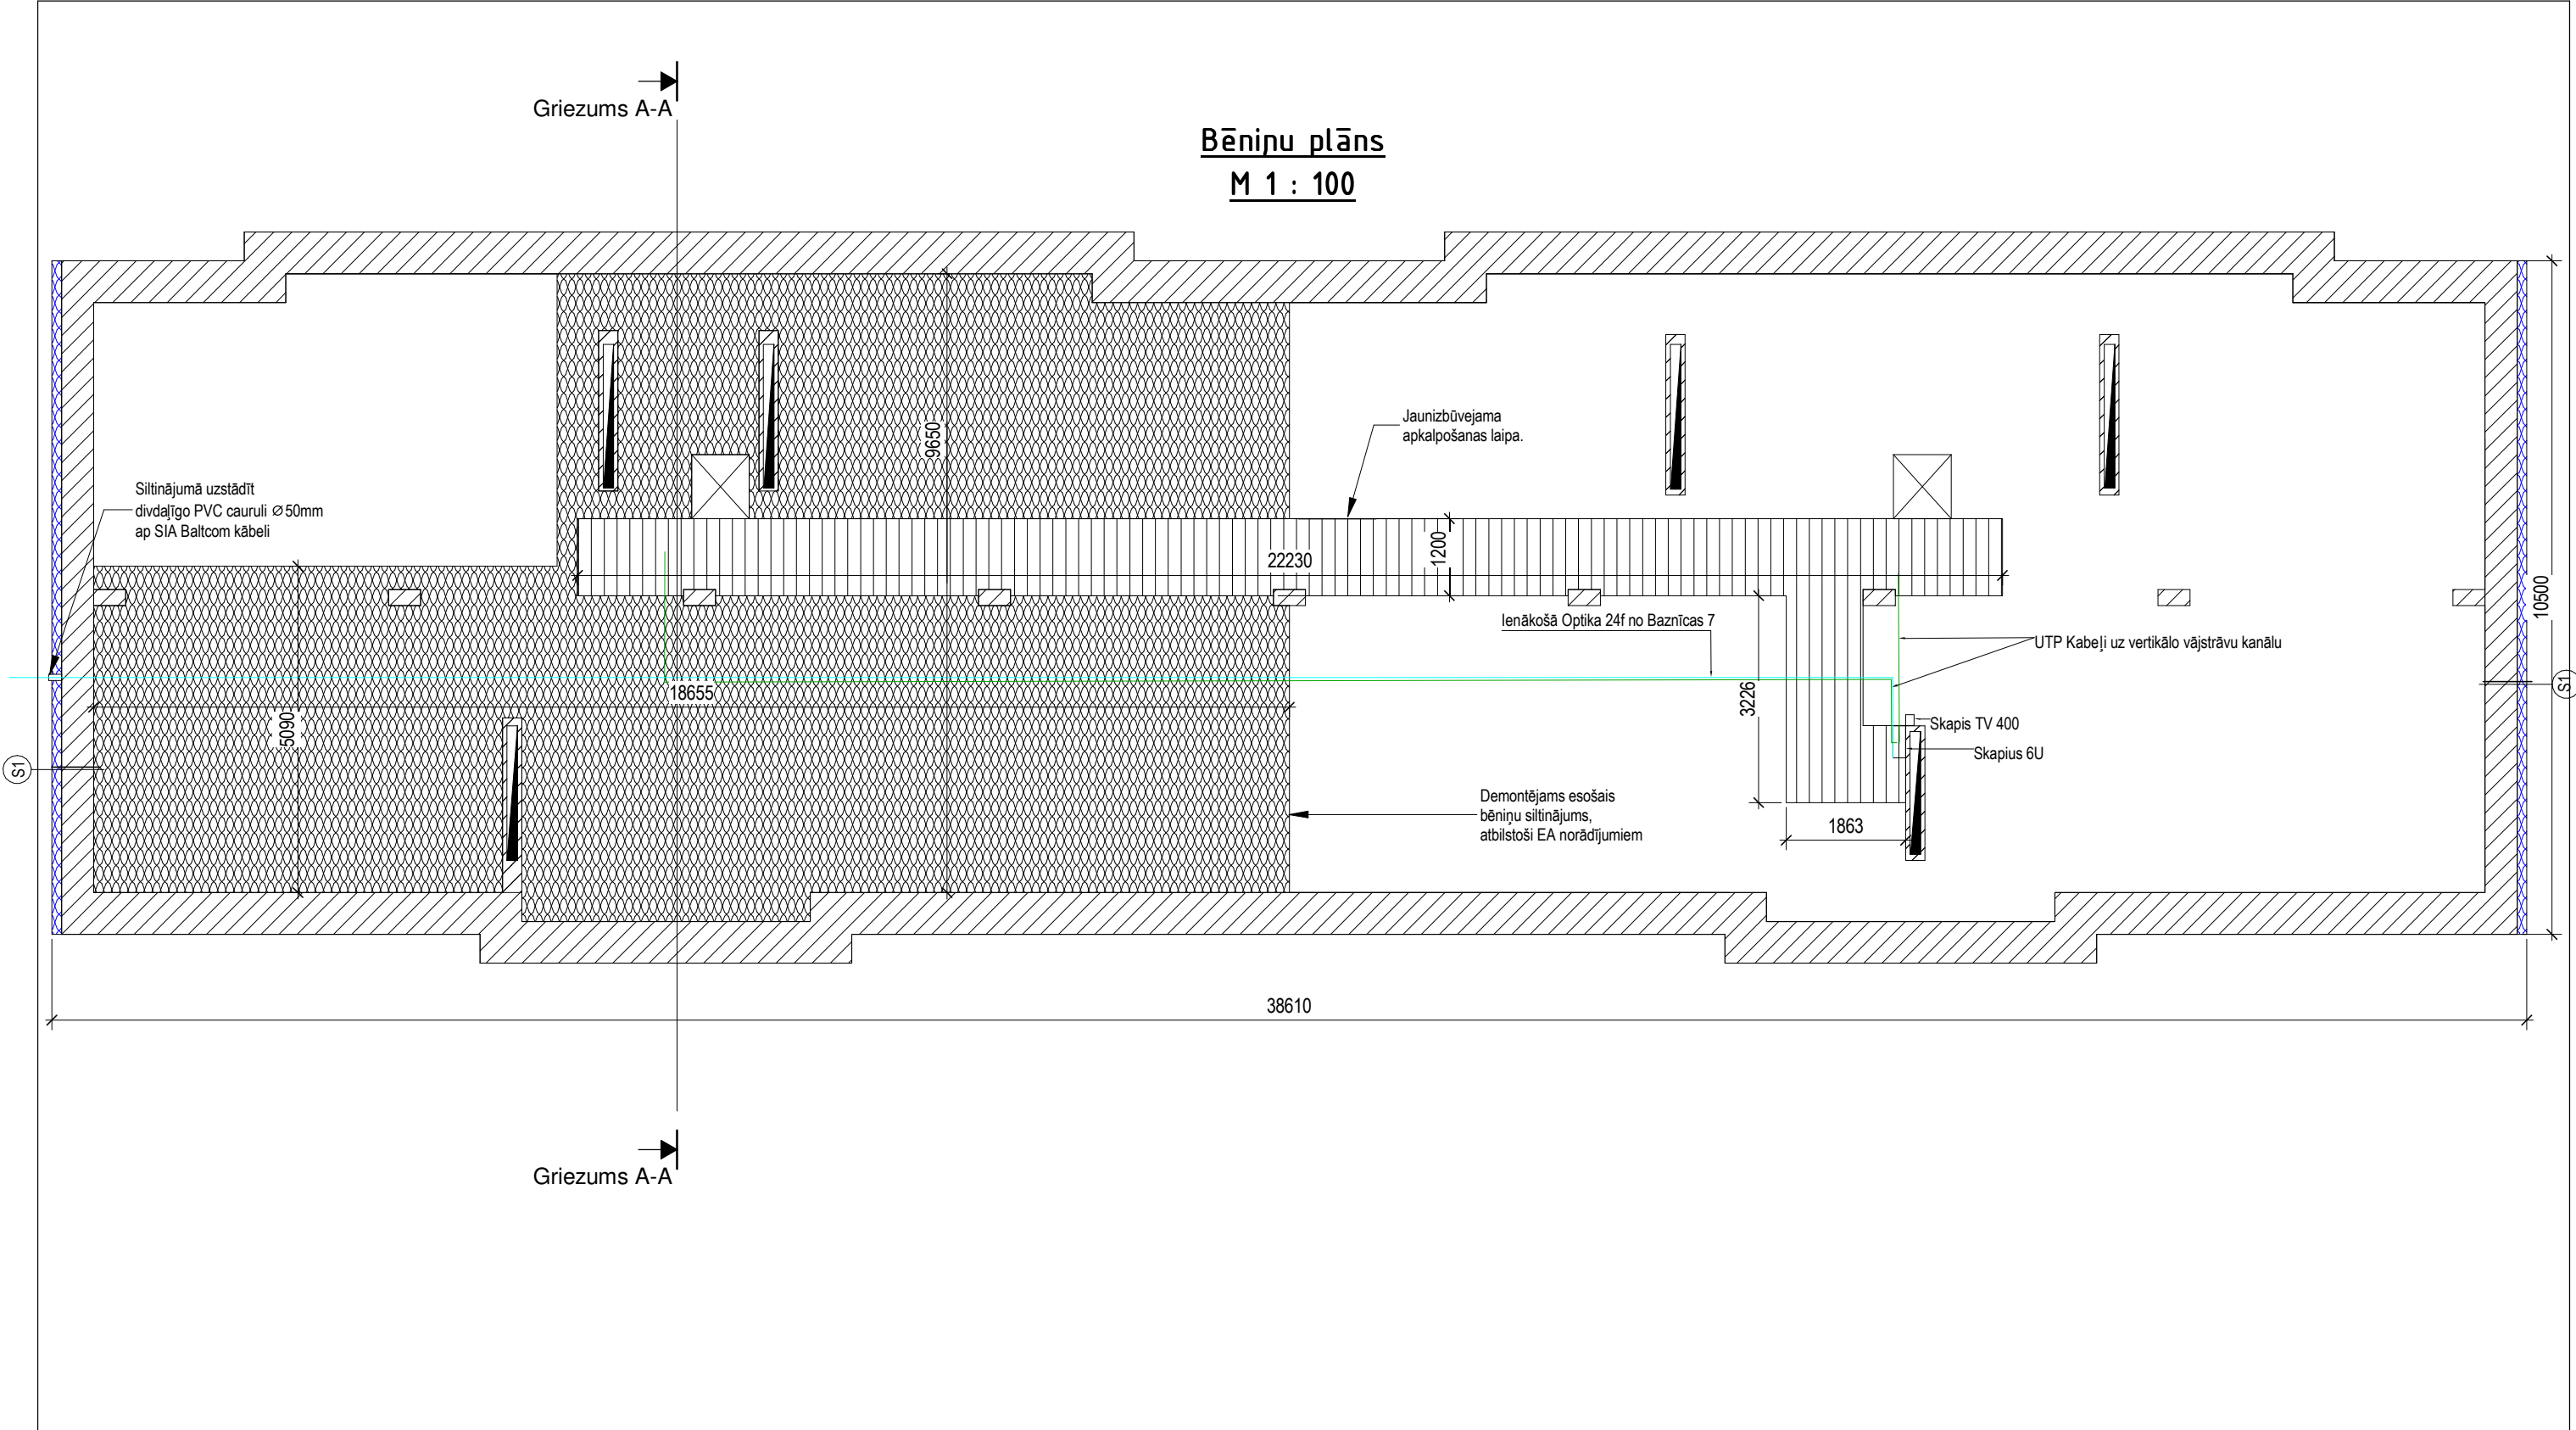 Griezums A-A
Bēniņu plāns
M 1 : 100
Jaunizbūvejama
apkalpošanas laipa.
9650
Siltinājumā uzstādīt
divdaļīgo PVC cauruli ∅50mm
ap SIA Baltcom kābeli
1200
22230
10500
Ienākošā Optika 24f no Baznīcas 7
UTP Kabeļi uz vertikālo vājstrāvu kanālu
S1
18655
3226
5090
Skapis TV 400
Skapius 6U
S1
Demontējams esošais
bēniņu siltinājums,
atbilstoši EA norādījumiem
1863
38610
Griezums A-A